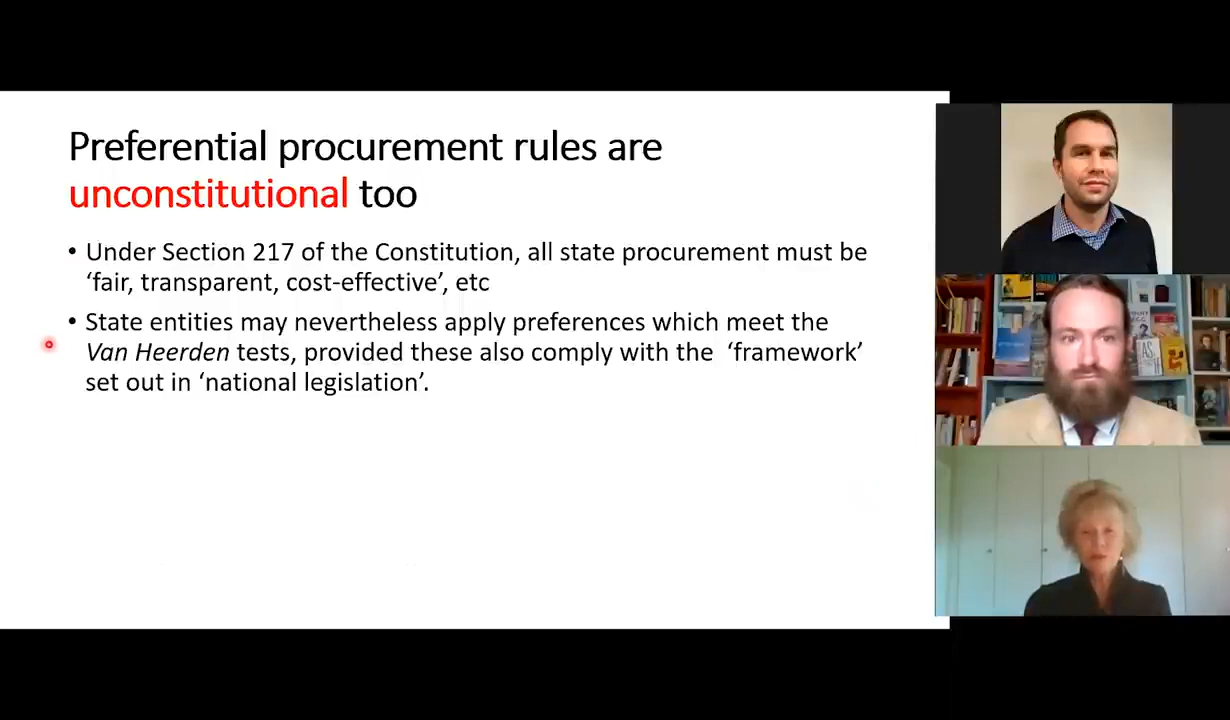 Preferential procurement rules are
unconstitutional too
• Under Section 217 of the Constitution, all state procurement must be
‘fair, transparent, cost-effective’, etc
• State entities may nevertheless apply preferences which meet the
Van Heerden tests, provided these also comply with the ‘framework’
set out in ‘national legislation’.